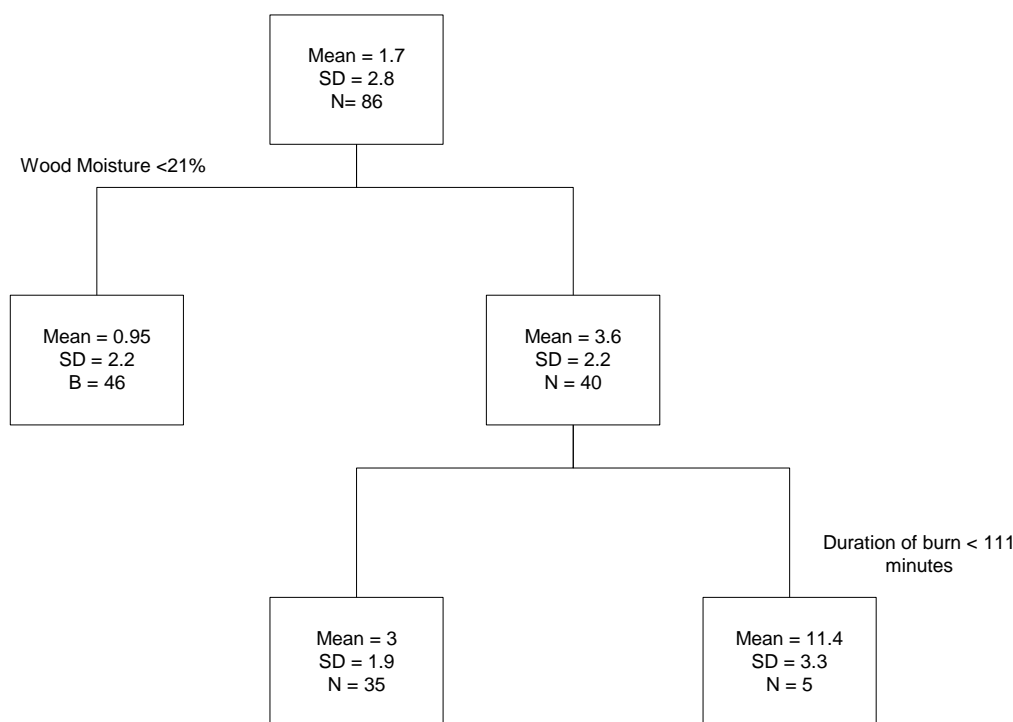 Mean = 1.7
SD = 2.8
N= 86
Wood Moisture <21%
Mean = 0.95
SD = 2.2
B = 46
Mean = 3.6
SD = 2.2
N = 40
Duration of burn < 111
minutes
Mean = 3
SD = 1.9
N = 35
Mean = 11.4
SD = 3.3
N = 5